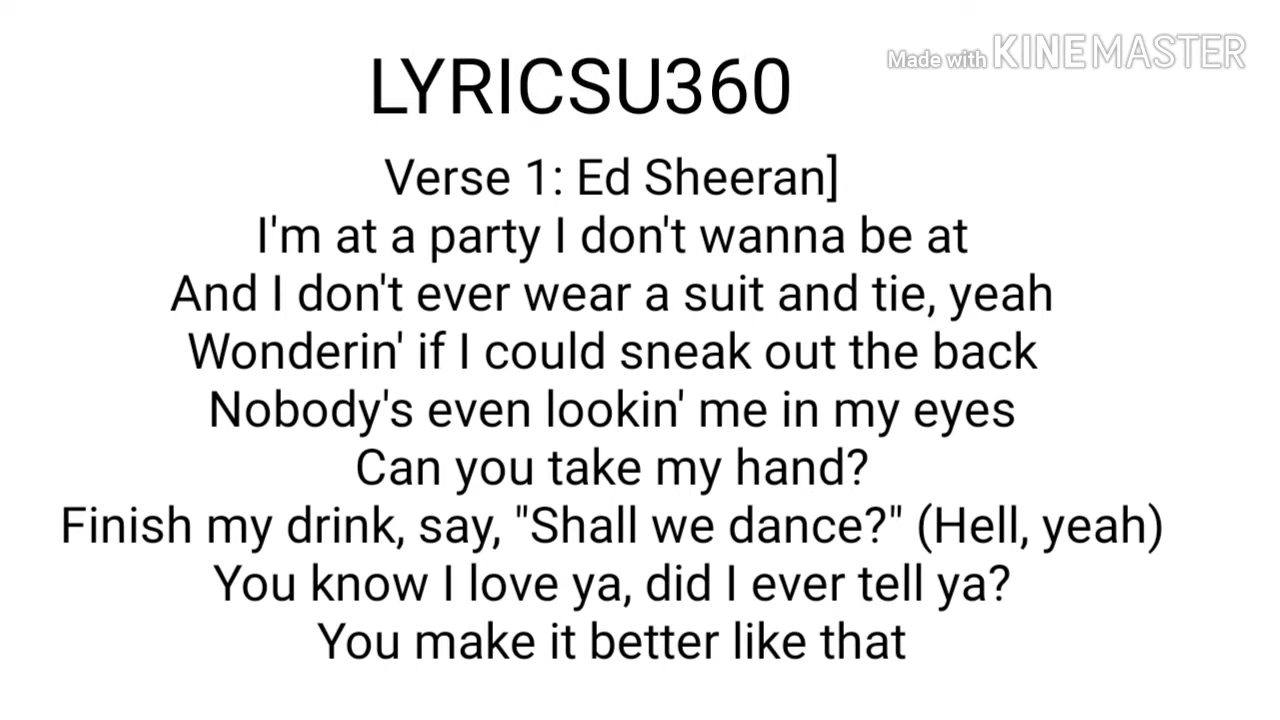 LYRICSU360
Made with KINEMASTER
Verse 1: Ed Sheeran]
I'm at a party I don't wanna be at
And I don't ever wear a suit and tie, yeah
Wonderin' if I could sneak out the back
Nobody's even lookin' me in my eyes
Can you take my hand?
Finish my drink, say, "Shall we dance?" (Hell, yeah)
You know I love ya, did I ever tell ya?
You make it better like that